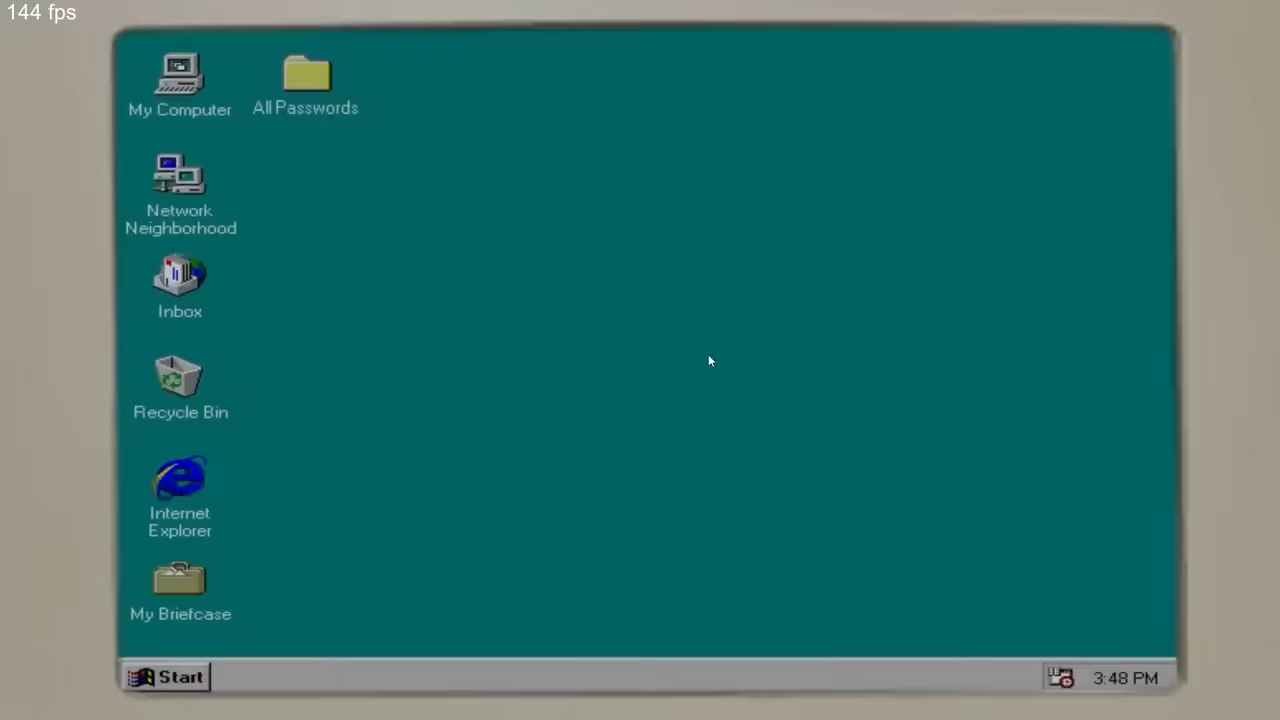 144 fps
My Computer
All Passwords
Network
Neighborhood
Inbox
Recycle Bin
Internet
Explorer
My Briefcase
Start
3:48 PM